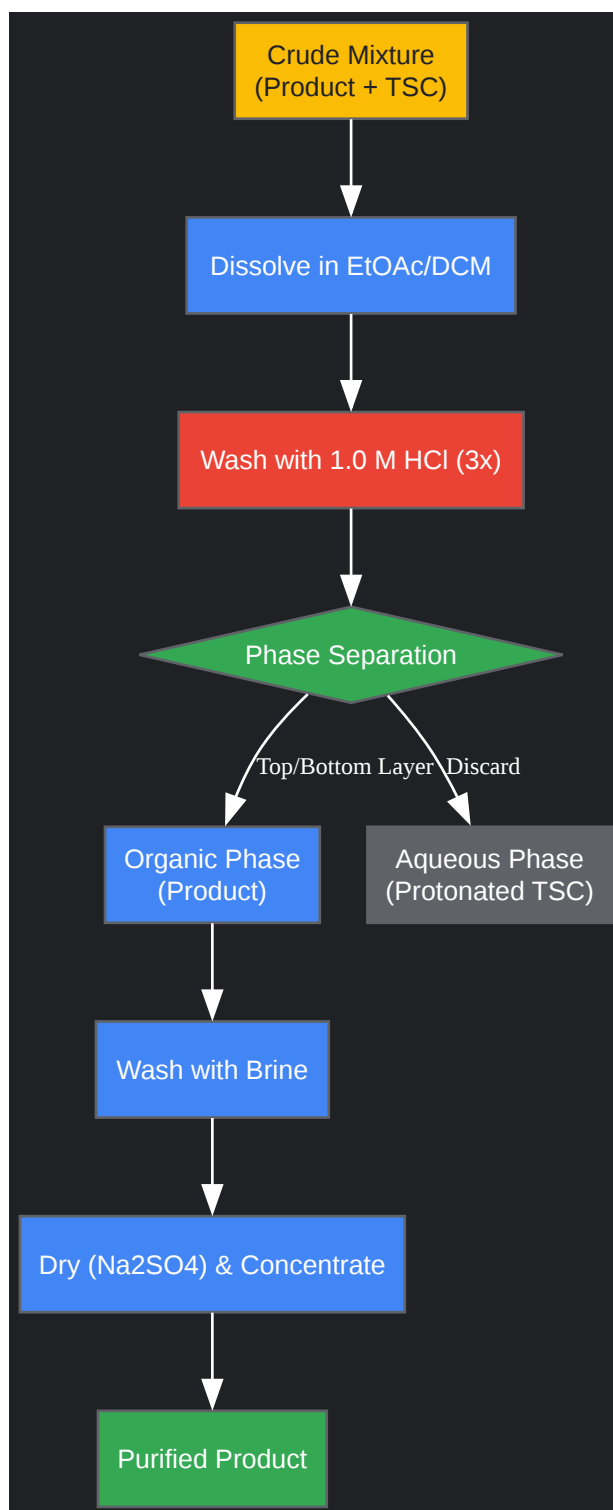 Crude Mixture
(Product + TSC)
Dissolve in EtOAc/DCM
Wash with 1.0 M HCl (3x)
Phase Separation
Top/Bottom Layer
Discard
Organic Phase
(Product)
Aqueous Phase
(Protonated TSC)
Wash with Brine
Dry (Na2SO4) & Concentrate
Purified Product